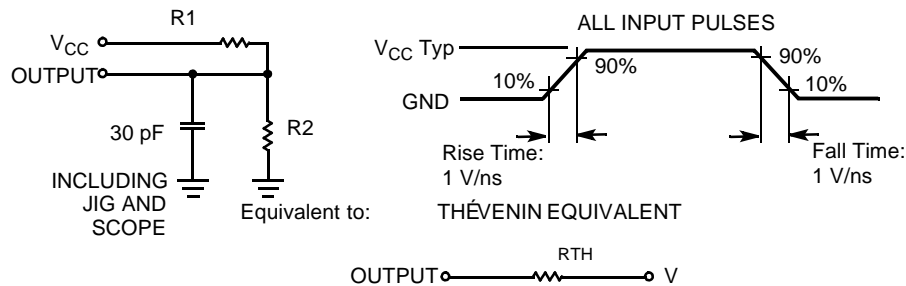 R1
VCC
OUTPUT
30 pF
R2
INCLUDING
JIG AND
SCOPE
ALL INPUT PULSES
VCC Typ
GND
10%
90%
90%
10%
Rise Time:
1 V/ns
Fall Time:
1 V/ns
Equivalent to:
THÉVENIN EQUIVALENT
RTH
OUTPUT
V